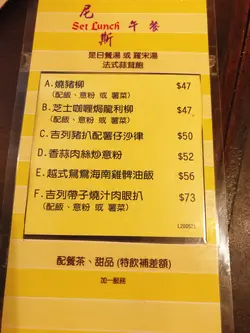 尼
Set Lunch 午餐
斯
是日餐湯 或 羅宋湯
法式蒜茸飽
A.燒豬柳 $47
(配飯、意粉 或 薯菜)
B.芝士咖喱焗龍利柳 $47
(配飯、意粉 或 薯菜)
C.吉列豬扒配薯仔沙律 $50
D.香蒜肉絲炒意粉 $52
E.越式鴛鴦海南雞髀油飯 $56
F.吉列帶子燒汁肉眼扒 $73
(配飯、意粉 或 薯菜)
配餐茶、甜品 (特飲補差額)
加一服務